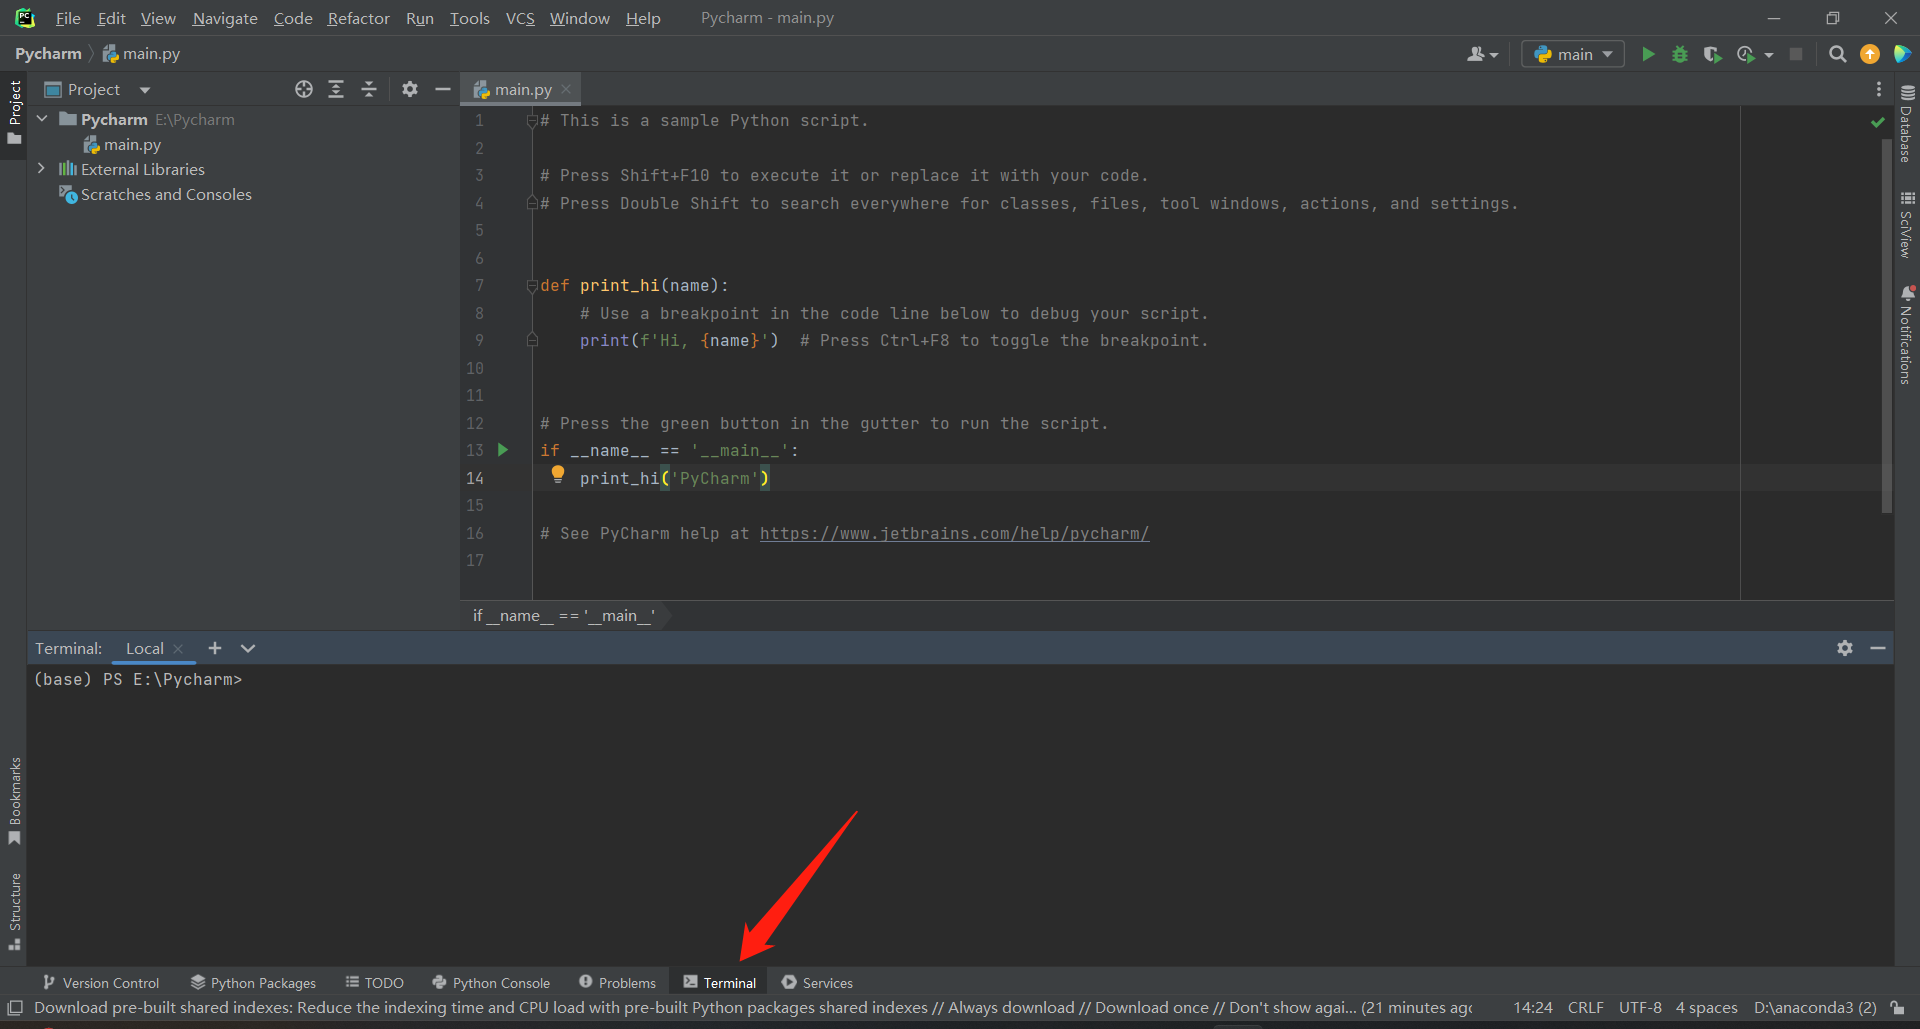 PC File Edit View Navigate Code Refactor Run Tools VCS Window Help Pycharm - main.py
Pycharm main.py main
Project
Project main.py
Pycharm E:\Pycharm
main.py
External Libraries
Scratches and Consoles
1 # This is a sample Python script.
2
3 # Press Shift+F10 to execute it or replace it with your code.
4 # Press Double Shift to search everywhere for classes, files, tool windows, actions, and settings.
5
6
7 def print_hi(name):
8 # Use a breakpoint in the code line below to debug your script.
9 print(f'Hi, {name}')  # Press Ctrl+F8 to toggle the breakpoint.
10
11
12 # Press the green button in the gutter to run the script.
13 if __name__ == '__main__':
14 print_hi('PyCharm')
15
16 # See PyCharm help at https://www.jetbrains.com/help/pycharm/
17
if __name__ == '__main__'
Database
SciView
Notifications
Terminal: Local
(base) PS E:\Pycharm>
Bookmarks
Structure
Version Control Python Packages TODO Python Console Problems Terminal Services
Download pre-built shared indexes: Reduce the indexing time and CPU load with pre-built Python packages shared indexes // Always download // Download once // Don't show agai... (21 minutes agc 14:24 CRLF UTF-8 4 spaces D:\anaconda3 (2)